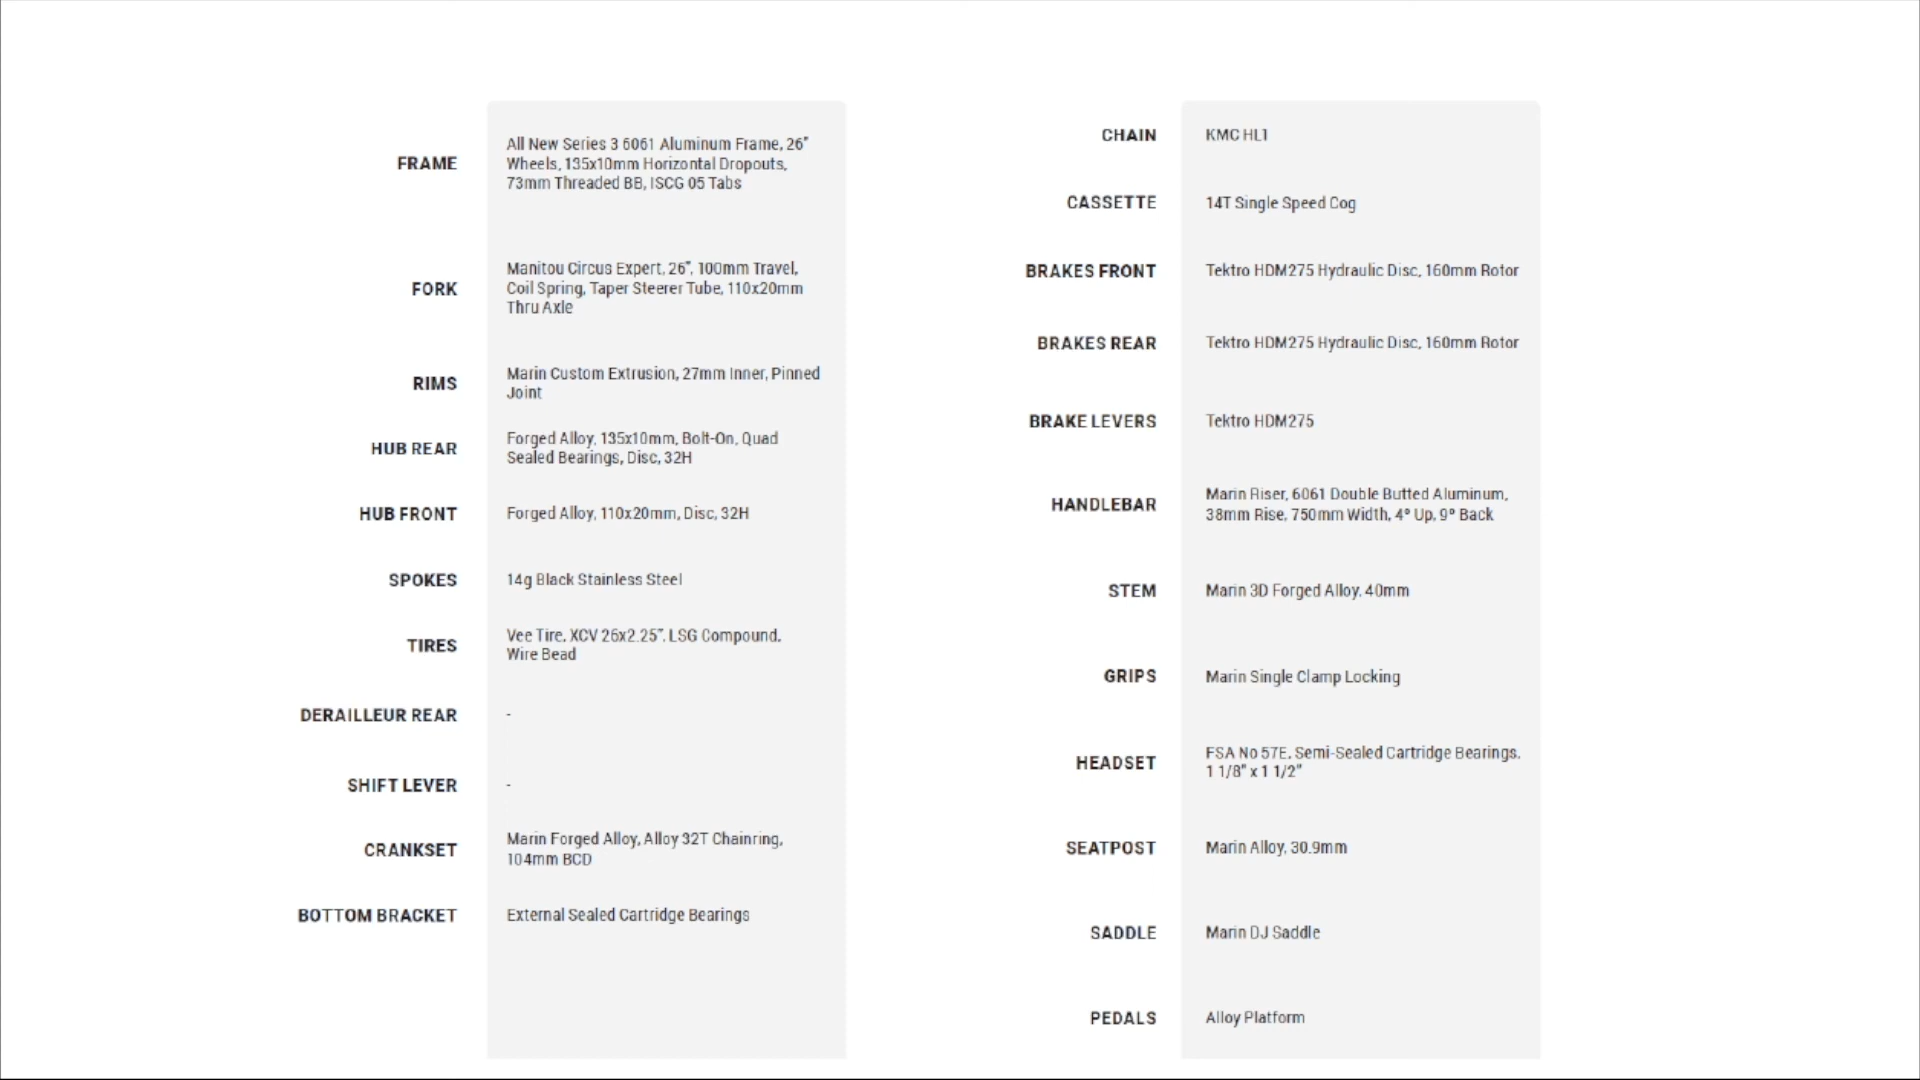 FRAME
All New Series 3 6061 Aluminum Frame, 26"
Wheels, 135x10mm Horizontal Dropouts,
73mm Threaded BB, ISCG 05 Tabs
FORK
Manitou Circus Expert, 26", 100mm Travel,
Coil Spring, Taper Steerer Tube, 110x20mm
Thru Axle
RIMS
Marin Custom Extrusion, 27mm Inner, Pinned
Joint
HUB REAR
Forged Alloy, 135x10mm, Bolt-On, Quad
Sealed Bearings, Disc, 32H
HUB FRONT
Forged Alloy, 110x20mm, Disc, 32H
SPOKES
14g Black Stainless Steel
TIRES
Vee Tire, XCV 26x2.25", LSG Compound,
Wire Bead
DERAILLEUR REAR
-
SHIFT LEVER
-
CRANKSET
Marin Forged Alloy, Alloy 32T Chainring,
104mm BCD
BOTTOM BRACKET
External Sealed Cartridge Bearings
CHAIN
KMC HL1
CASSETTE
14T Single Speed Cog
BRAKES FRONT
Tektro HDM275 Hydraulic Disc, 160mm Rotor
BRAKES REAR
Tektro HDM275 Hydraulic Disc, 160mm Rotor
BRAKE LEVERS
Tektro HDM275
HANDLEBAR
Marin Riser, 6061 Double Butted Aluminum,
38mm Rise, 750mm Width, 4º Up, 9º Back
STEM
Marin 3D Forged Alloy, 40mm
GRIPS
Marin Single Clamp Locking
HEADSET
FSA No 57E, Semi-Sealed Cartridge Bearings,
1 1/8" x 1 1/2"
SEATPOST
Marin Alloy, 30.9mm
SADDLE
Marin DJ Saddle
PEDALS
Alloy Platform